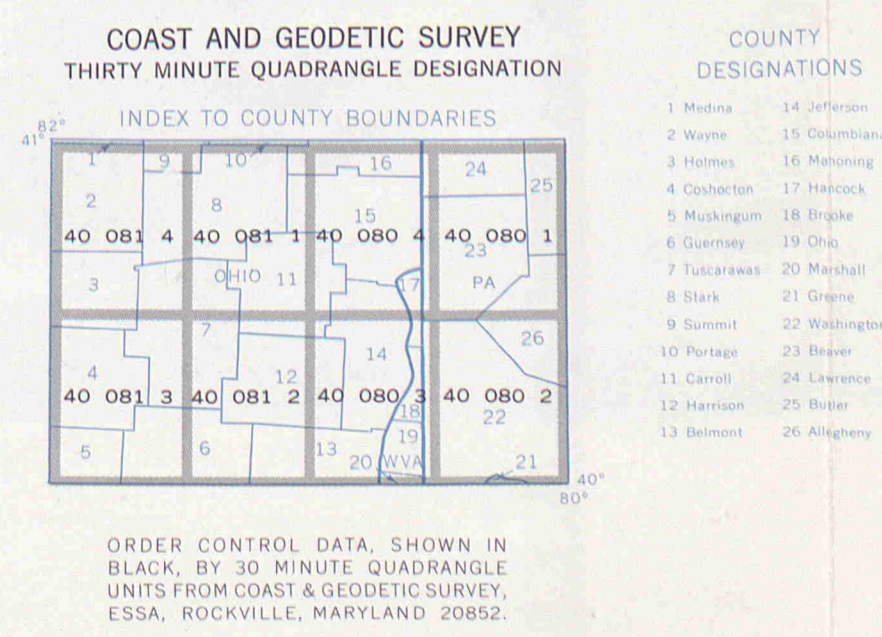 COAST AND GEODETIC SURVEY
THIRTY MINUTE QUADRANGLE DESIGNATION
INDEX TO COUNTY BOUNDARIES
82°
41°
1 9 10 16 24
25
2 8 15
40 081 4 40 081 1 40 080 4 40 080 1
23
3 OHIO 11 17 PA
7 26
4 12 14
40 081 3 40 081 2 40 080 3 40 080 2
18 22
5 6 13 19
20 WVA 21
40°
80°
ORDER CONTROL DATA, SHOWN IN
BLACK, BY 30 MINUTE QUADRANGLE
UNITS FROM COAST & GEODETIC SURVEY,
ESSA, ROCKVILLE, MARYLAND 20852.
COUNTY
DESIGNATIONS
1 Medina 14 Jefferson
2 Wayne 15 Columbiana
3 Holmes 16 Mahoning
4 Coshocton 17 Hancock
5 Muskingum 18 Brooke
6 Guernsey 19 Ohio
7 Tuscarawas 20 Marshall
8 Stark 21 Greene
9 Summit 22 Washington
10 Portage 23 Beaver
11 Carroll 24 Lawrence
12 Harrison 25 Butler
13 Belmont 26 Allegheny